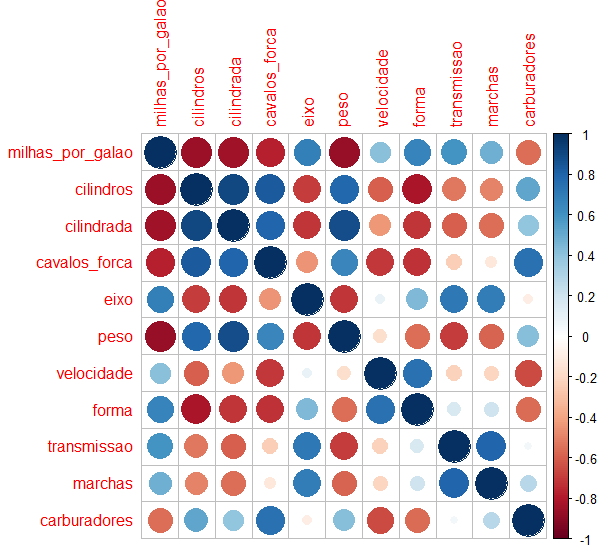 milhas_por_galao
cilindros
cilindrada
cavalos_forca
eixo
peso
velocidade
forma
transmissao
marchas
carburadores
milhas_por_galao
cilindros
cilindrada
cavalos_forca
eixo
peso
velocidade
forma
transmissao
marchas
carburadores
1
0.8
0.6
0.4
0.2
0
-0.2
-0.4
-0.6
-0.8
-1